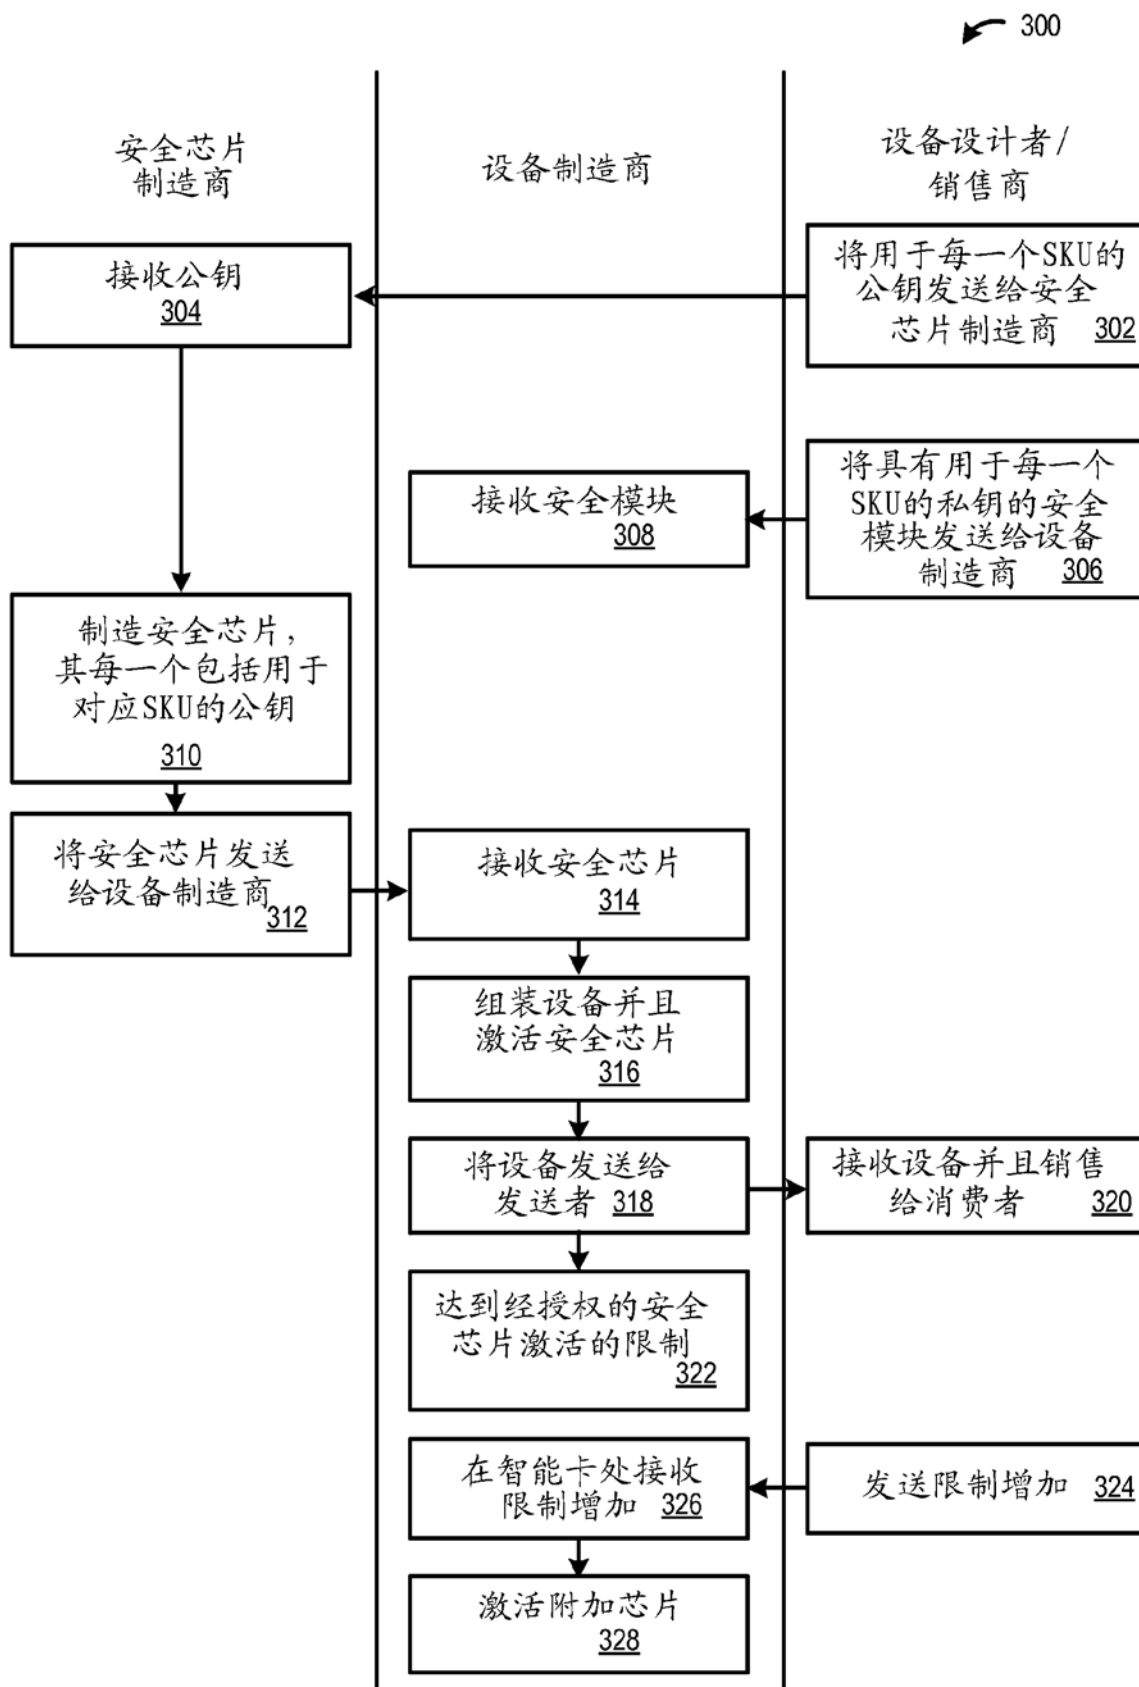 300
安全芯片
制造商
设备制造商
设备设计者/
销售商
将用于每一个SKU的
公钥发送给安全
芯片制造商 302
接收公钥
304
将具有用于每一个
SKU的私钥的安全
模块发送给设备
制造商 306
接收安全模块
308
制造安全芯片,
其每一个包括用于
对应SKU的公钥
310
将安全芯片发送
给设备制造商
312
接收安全芯片
314
组装设备并且
激活安全芯片
316
将设备发送给
发送者 318
接收设备并且销售
给消费者 320
达到经授权的安全
芯片激活的限制
322
发送限制增加 324
在智能卡处接收
限制增加 326
激活附加芯片
328